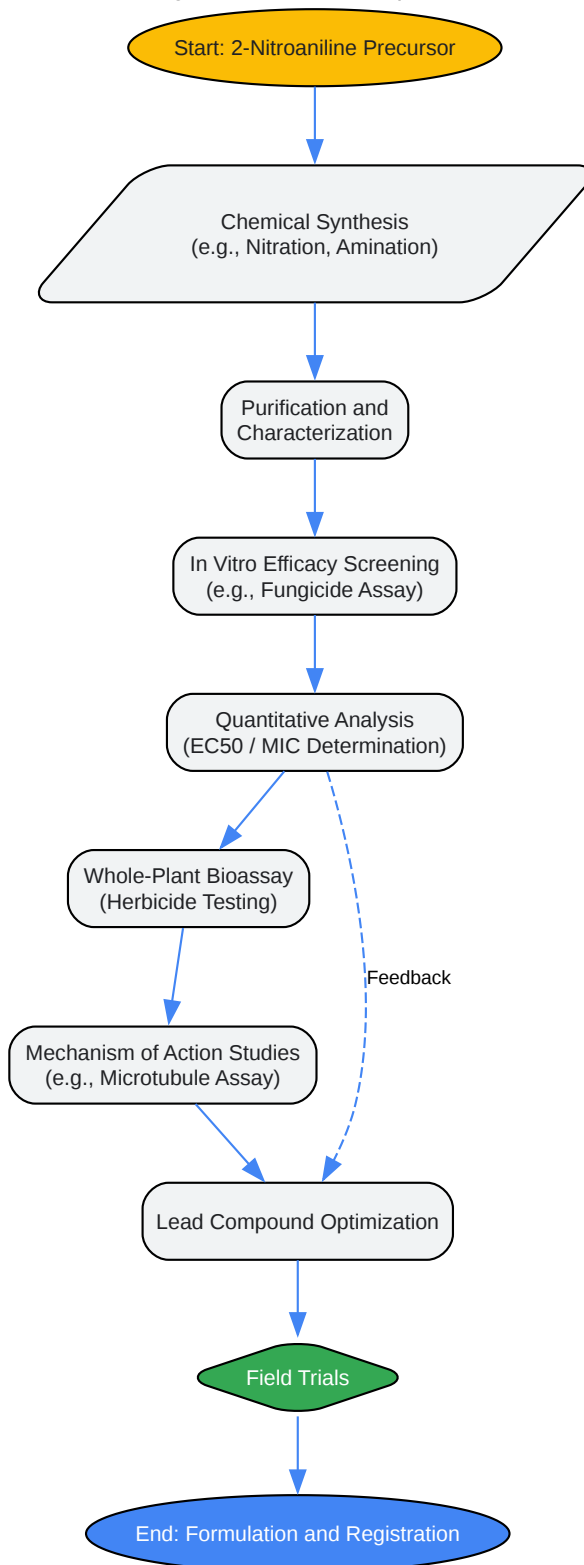 Start: 2-Nitroaniline Precursor
Chemical Synthesis
(e.g., Nitration, Amination)
Purification and
Characterization
In Vitro Efficacy Screening
(e.g., Fungicide Assay)
Quantitative Analysis
(EC50 / MIC Determination)
Whole-Plant Bioassay
(Herbicide Testing)
Feedback
Mechanism of Action Studies
(e.g., Microtubule Assay)
Lead Compound Optimization
Field Trials
End: Formulation and Registration